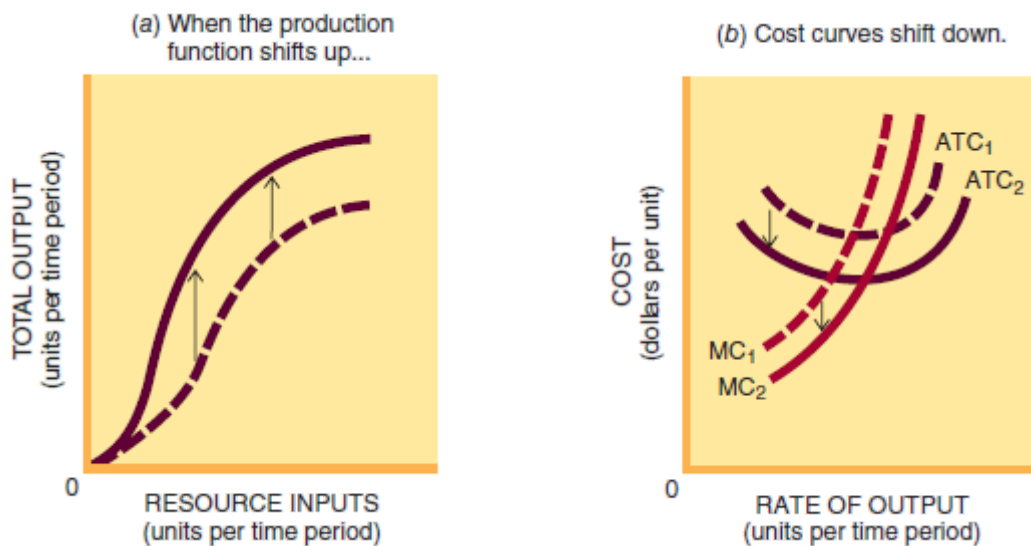 (a) When the production
function shifts up...
TOTAL OUTPUT
(units per time period)
0
RESOURCE INPUTS
(units per time period)
(b) Cost curves shift down.
COST
(dollars per unit)
ATC₁
ATC₂
MC₁
MC₂
0
RATE OF OUTPUT
(units per time period)